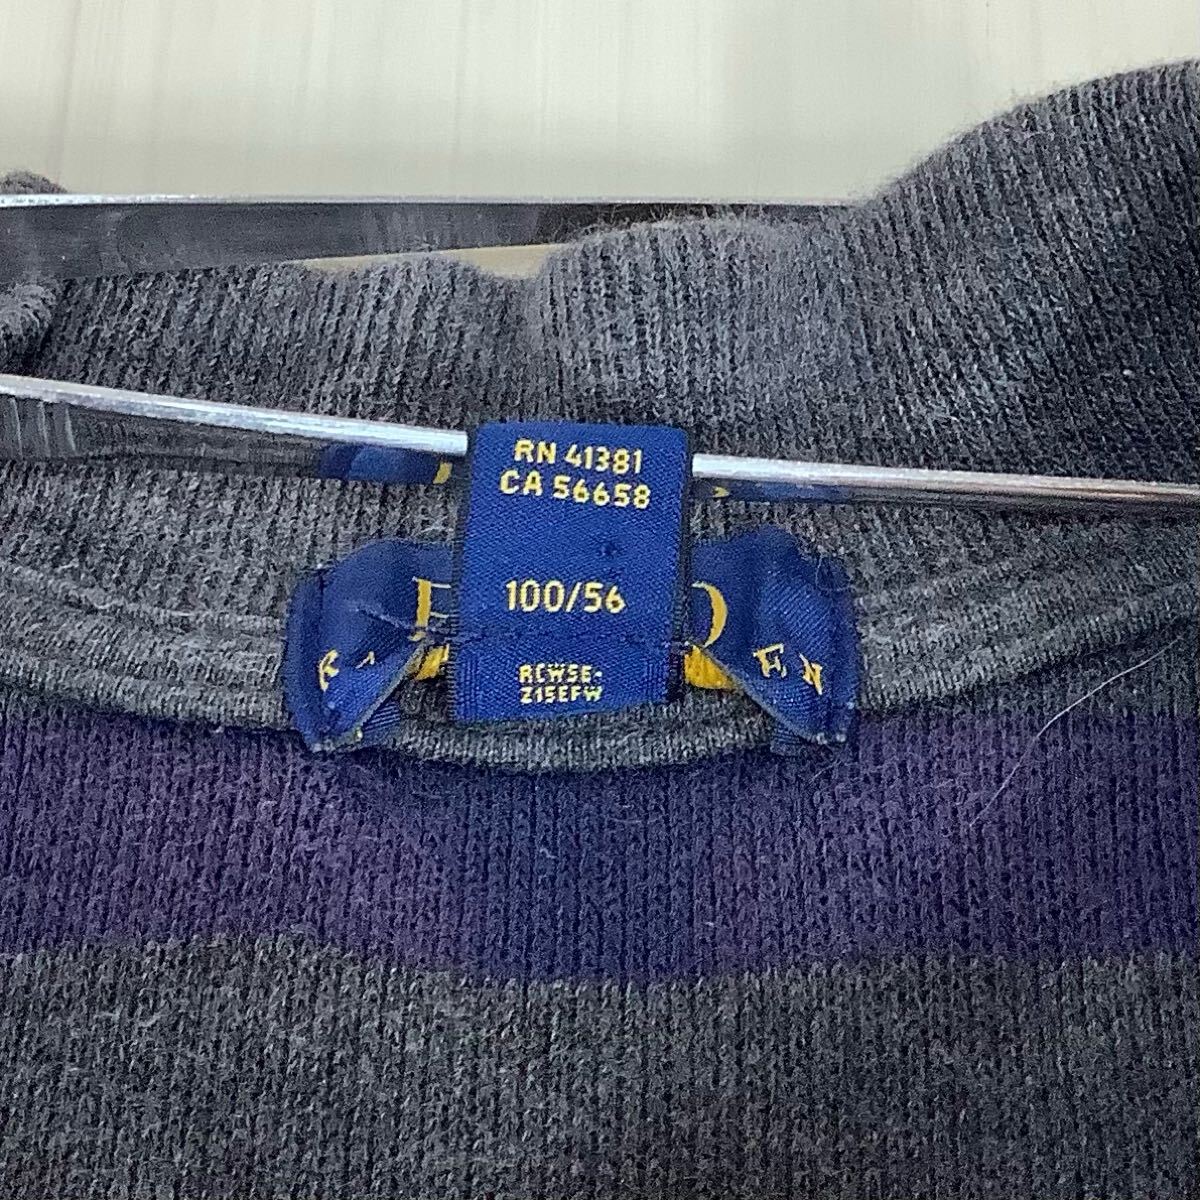 RN 41381
CA 56658
100/56
RCWSE-
Z15EFW